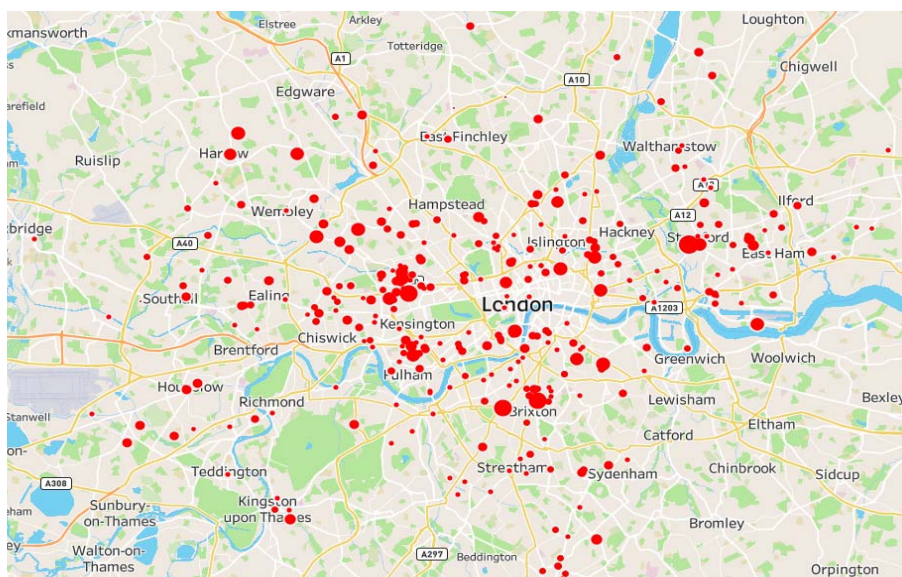 Loughton
Elstree
Arkley
kmansworth
Totteridge
A1
Chigwell
A10
Edgware
arefield
East Finchley
Walthamstow
Harrow
Ruislip
Ilford
Hampstead
Wembley
A12
xbridge
Hackney
Islington
Stratford
A40
East Ham
Ealing
Southall
London
A1203
Kensington
Chiswick
Brentford
Greenwich
Woolwich
Fulham
Hounslow
Richmond
Lewisham
Bexley
Stanwell
Brixton
Eltham
on-
Catford
Teddington
Streatham
Sydenham
Chinbrook
Sidcup
A308
Kingston
upon Thames
eham
Sunbury-
on-Thames
Bromley
ey
Walton-on-
Thames
A297
Beddington
Orpington